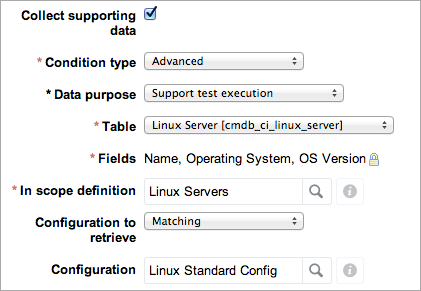 Collect supporting data
* Condition type Advanced
* Data purpose Support test execution
* Table Linux Server [cmdb_ci_linux_server]
* Fields Name, Operating System, OS Version
* In scope definition Linux Servers
Configuration to retrieve Matching
Configuration Linux Standard Config